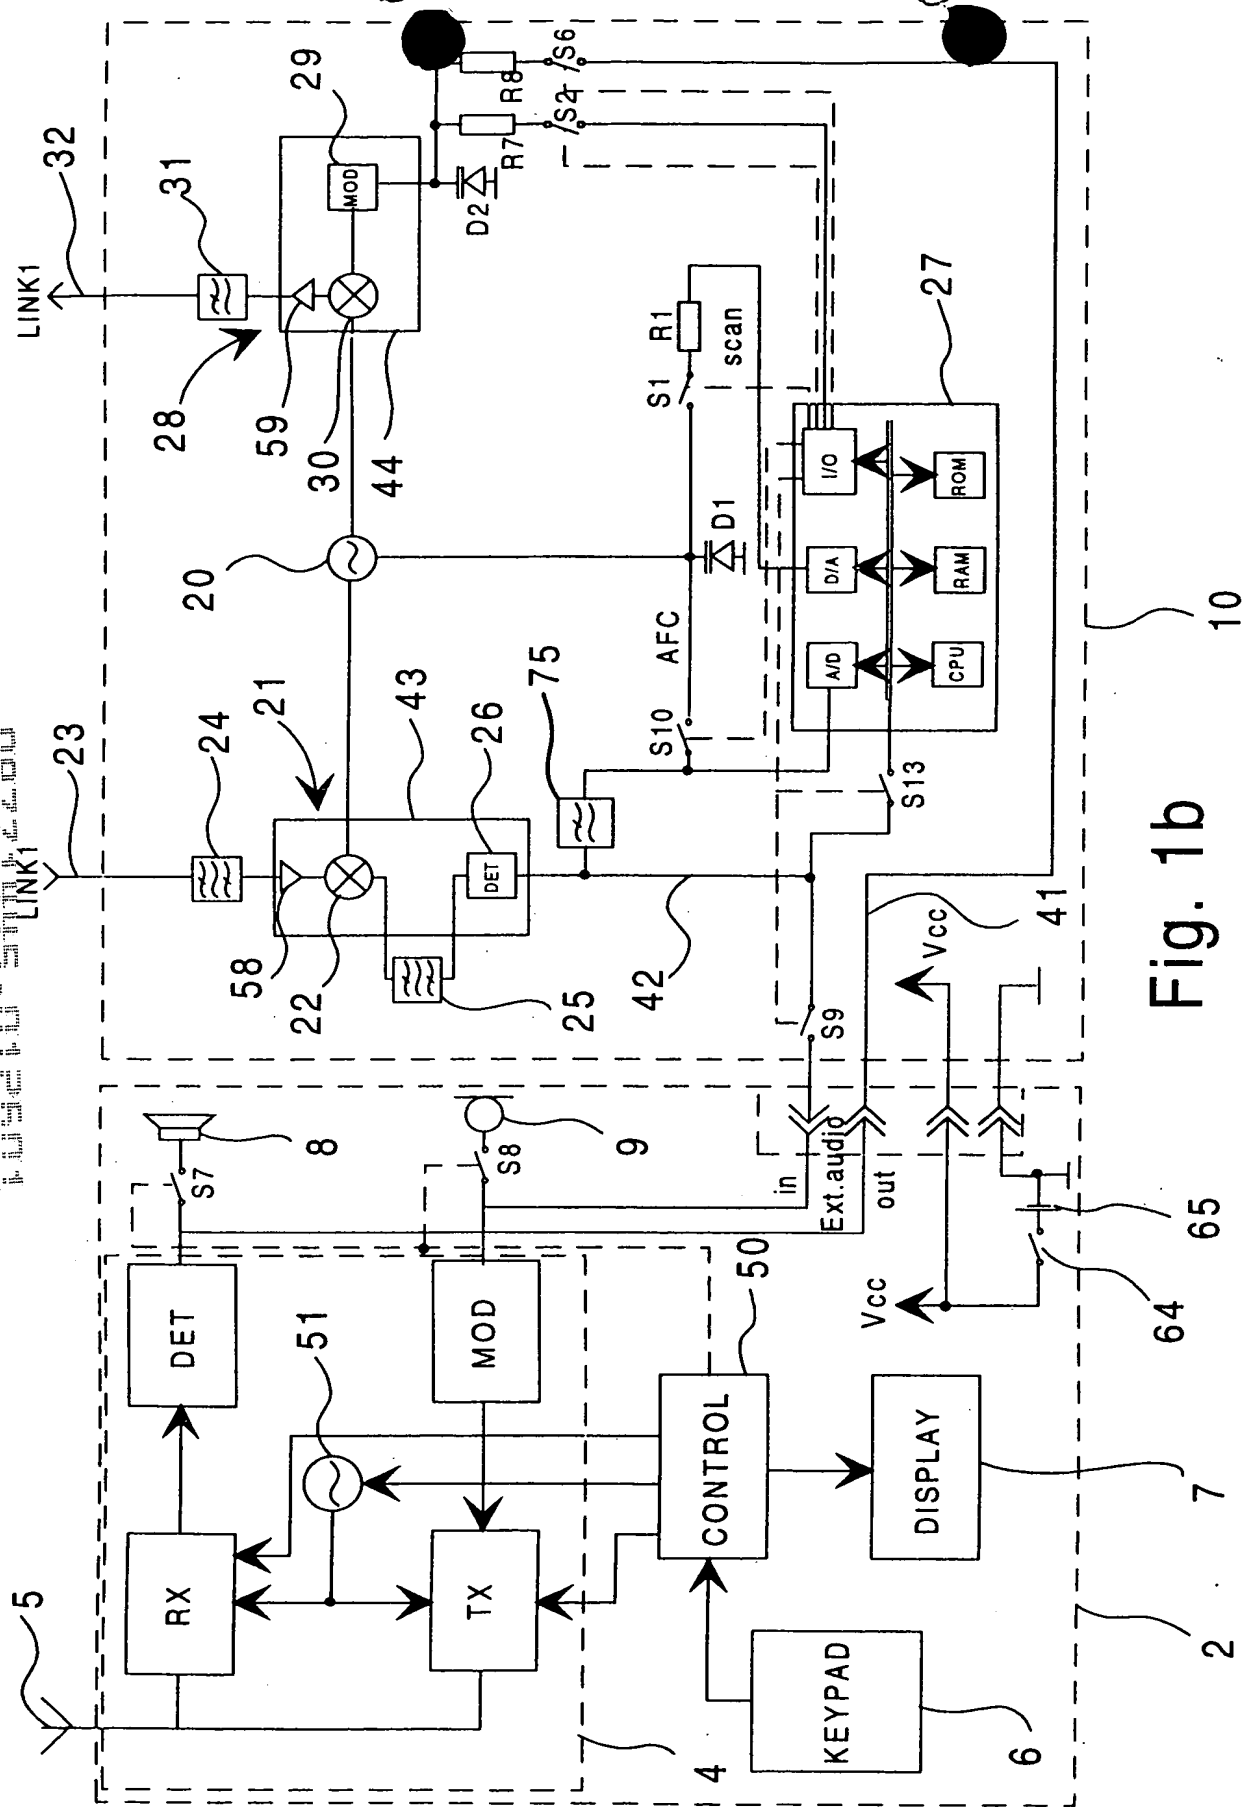 5
RX
DET
S7
8
51
TX
MOD
S8
9
4
CONTROL
50
KEYPAD
6
DISPLAY
7
2
in
Ext.audio
out
Vcc
64
65
LINK1
23
24
21
58
22
43
26
DET
25
75
42
S9
S10
AFC
S13
Vcc
41
20
D1
S1
R1
scan
A/D
D/A
I/O
CPU
RAM
ROM
27
LINK1
32
31
28
59
30
44
29
MOD
D2
R7
R8
S2
S6
10
Fig. 1b